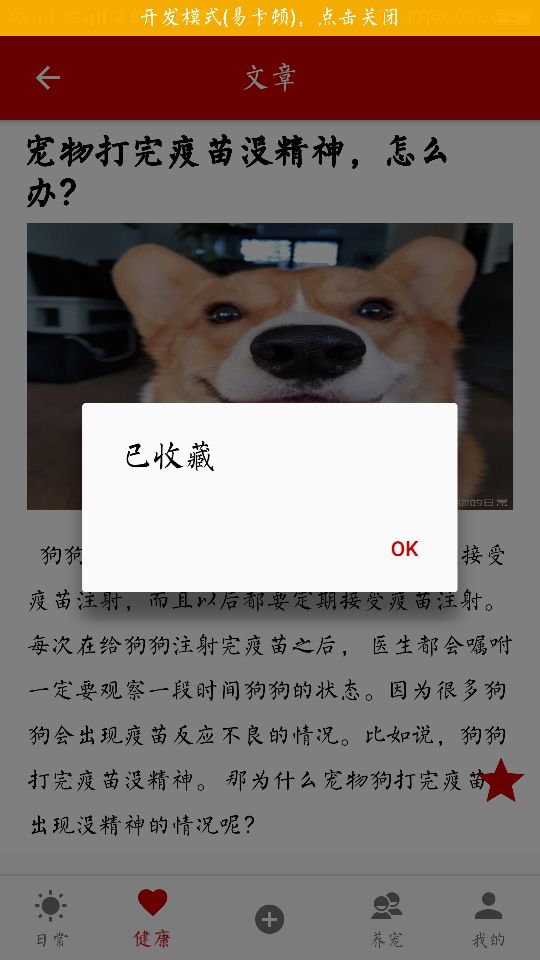 开发模式(易卡顿)，点击关闭
文章
宠物打完疫苗没精神，怎么
办?
物的日常
已收藏
OK
狗狗
接受
疫苗注射，而且以后都要定期接受疫苗注射。
每次在给狗狗注射完疫苗之后， 医生都会嘱咐
一定要观察一段时间狗狗的状态。因为很多狗
狗会出现疫苗反应不良的情况。比如说，狗狗
打完疫苗没精神。 那为什么宠物狗打完疫苗
出现没精神的情况呢?
日常
健康
养宠
我的